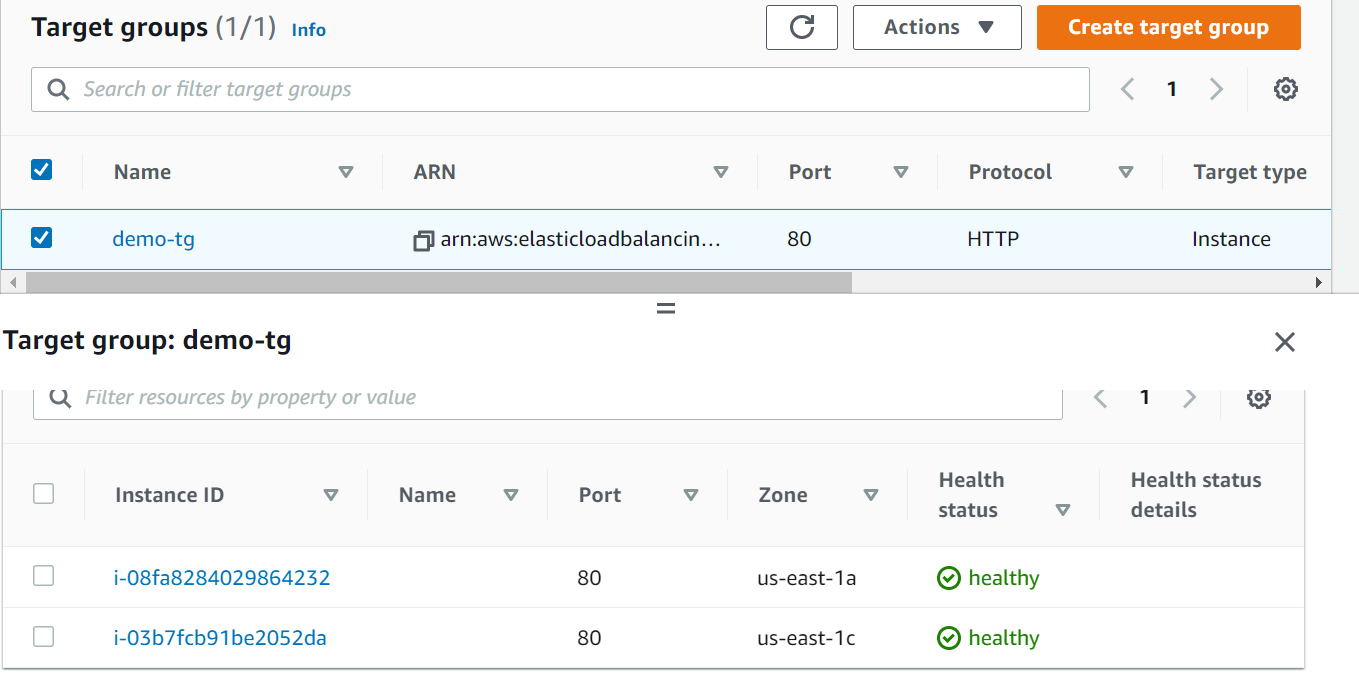 Target groups (1/1) Info Actions Create target group
Search or filter target groups 1
Name ARN Port Protocol Target type
demo-tg arn:aws:elasticloadbalancin... 80 HTTP Instance
Target group: demo-tg
Filter resources by property or value 1
Instance ID Name Port Zone Health status Health status details
i-08fa8284029864232 80 us-east-1a healthy
i-03b7fcb91be2052da 80 us-east-1c healthy